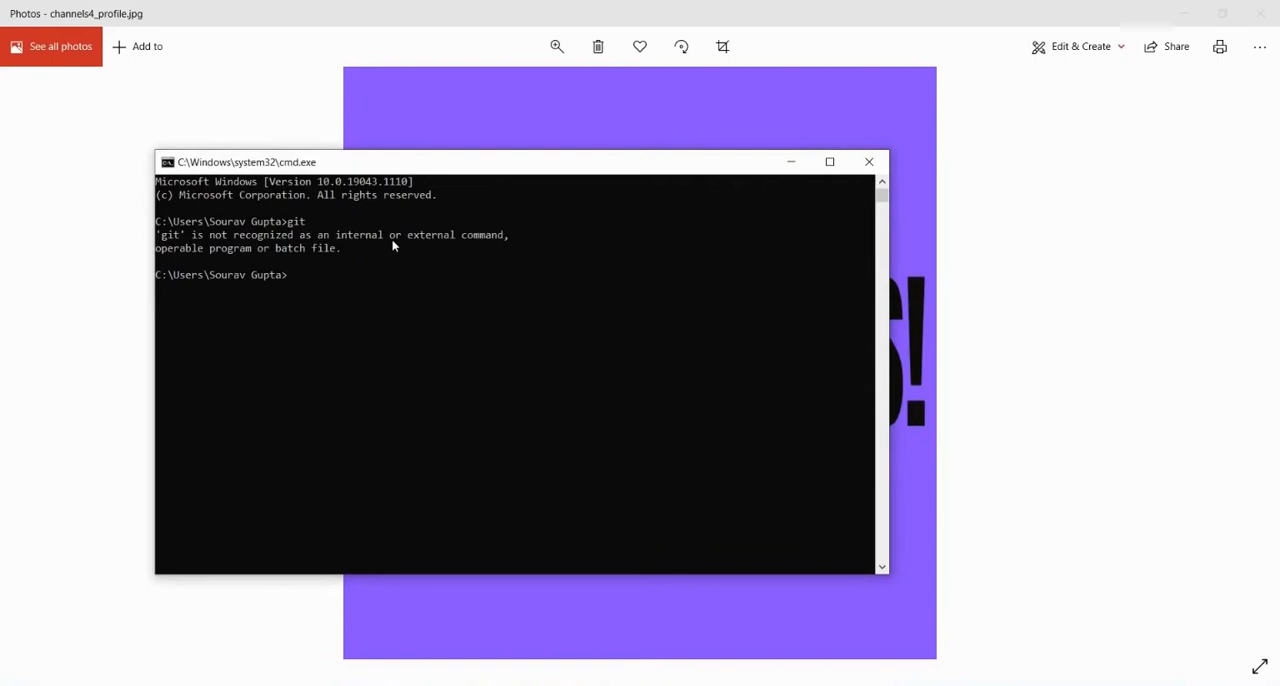 Photos - channels4_profile.jpg
See all photos
Add to
Edit & Create
Share
C:\Windows\system32\cmd.exe
Microsoft Windows [Version 10.0.19043.1110]
(c) Microsoft Corporation. All rights reserved.
C:\Users\Sourav Gupta>git
'git' is not recognized as an internal or external command,
operable program or batch file.
C:\Users\Sourav Gupta>
!